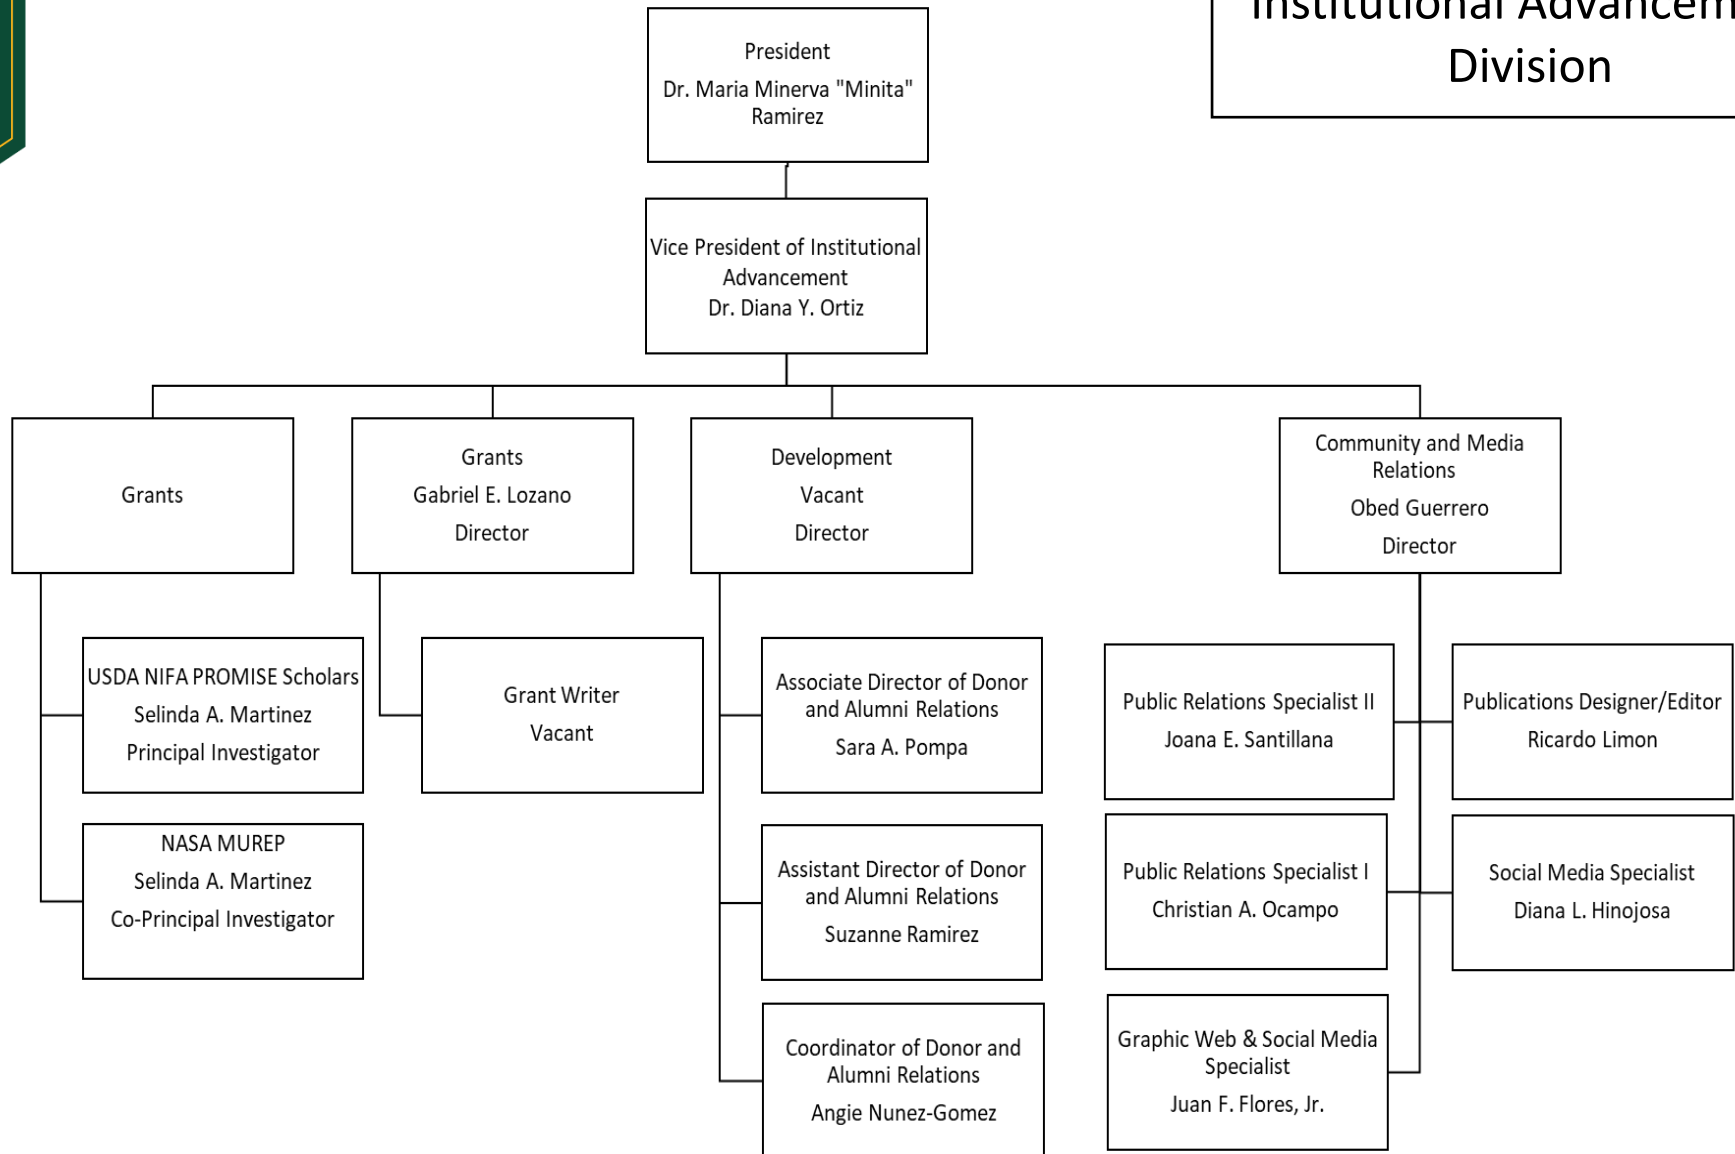 Institutional Advancem
Division
President
Dr. Maria Minerva "Minita"
Ramirez
Vice President of Institutional
Advancement
Dr. Diana Y. Ortiz
Grants
Grants
Gabriel E. Lozano
Director
Development
Vacant
Director
Community and Media
Relations
Obed Guerrero
Director
USDA NIFA PROMISE Scholars
Selinda A. Martinez
Principal Investigator
NASA MUREP
Selinda A. Martinez
Co-Principal Investigator
Grant Writer
Vacant
Associate Director of Donor
and Alumni Relations
Sara A. Pompa
Assistant Director of Donor
and Alumni Relations
Suzanne Ramirez
Coordinator of Donor and
Alumni Relations
Angie Nunez-Gomez
Public Relations Specialist II
Joana E. Santillana
Publications Designer/Editor
Ricardo Limon
Public Relations Specialist I
Christian A. Ocampo
Social Media Specialist
Diana L. Hinojosa
Graphic Web & Social Media
Specialist
Juan F. Flores, Jr.